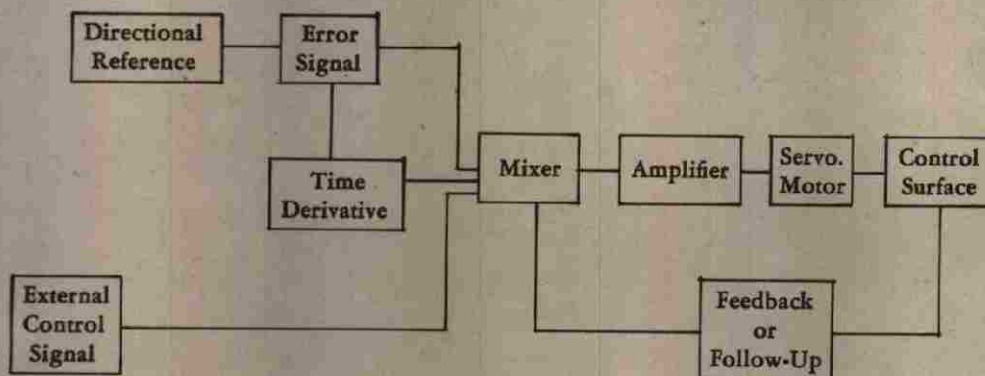 Directional
Reference
Error
Signal
Time
Derivative
Mixer
Amplifier
Servo.
Motor
Control
Surface
External
Control
Signal
Feedback
or
Follow-Up